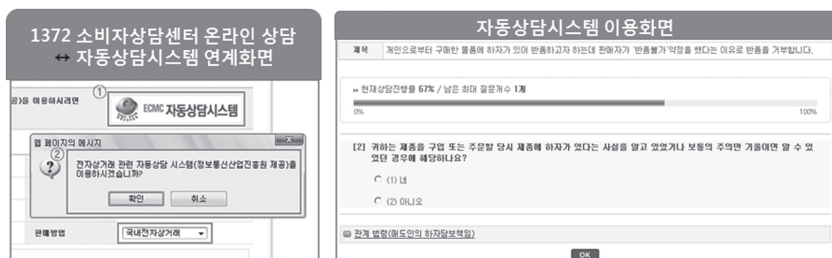 1372 소비자상담센터 온라인 상담
↔ 자동상담시스템 연계화면
공)을 이용하시려면
①
ECMC 자동상담시스템
웹 페이지의 메시지
②
전자상거래 관련 자동상담 시스템(정보통신산업진흥원 제공)을
이용하시겠습니까?
확인
취소
판매방법
국내전자상거래
자동상담시스템 이용화면
제목
개인으로부터 구매한 물품에 하자가 있어 반품하고자 하는데 판매자가 '반품불가'약정을 했다는 이유로 반품을 거부합니다.
현재상담진행률 67% / 남은 최대 질문개수 1개
0%
100%
[2] 귀하는 제품을 구입 또는 주문할 당시 제품에 하자가 있다는 사실을 알고 있었거나 보통의 주의만 기울이면 알 수 있
었던 경우에 해당하나요?
(1) 네
(2) 아니오
관계 법령(매도인의 하자담보책임)
OK